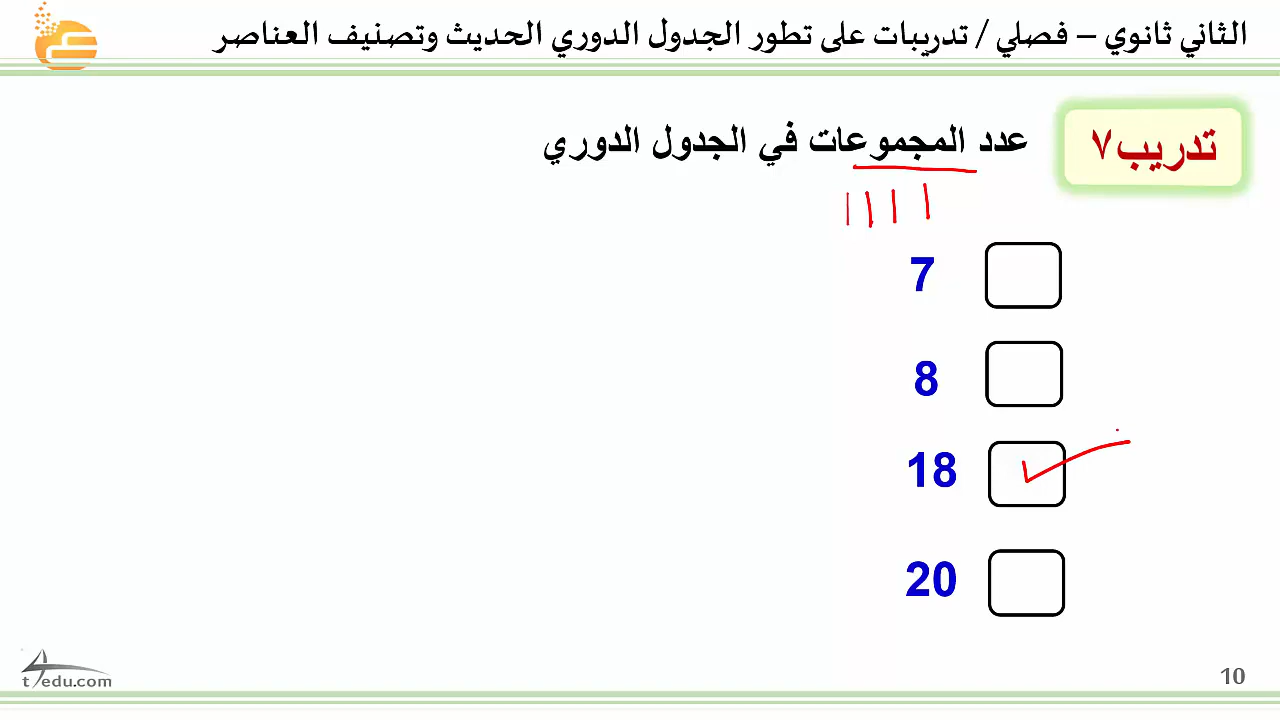 الثاني ثانوي – فصلي / تدريبات على تطور الجدول الدوري الحديث وتصنيف العناصر
تدريب٧
عدد المجموعات في الجدول الدوري
7
8
18
20
t4edu.com
10